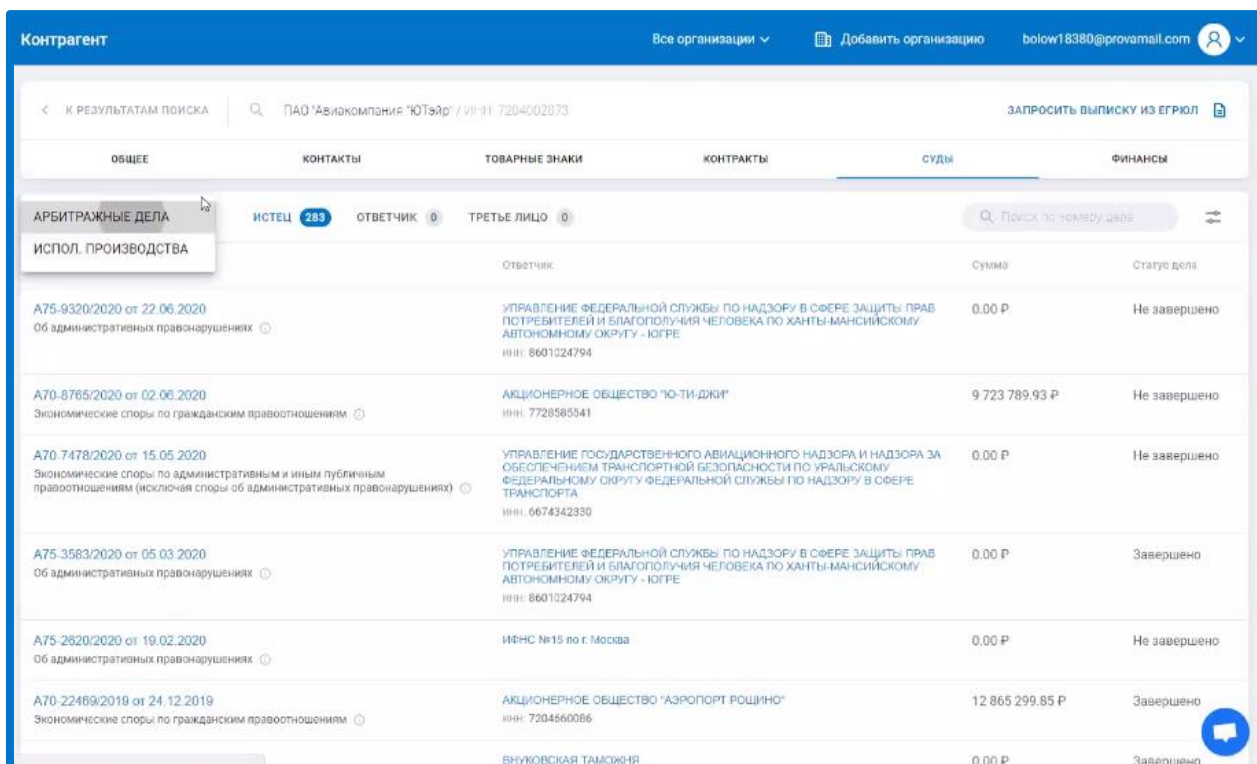 Контрагент
Все организации
Добавить организацию
bolow18380@provamail.com
К РЕЗУЛЬТАТАМ ПОИСКА
ПАО "Авиакомпания "ЮТэйр" / ИНН: 7204002873
ЗАПРОСИТЬ ВЫПИСКУ ИЗ ЕГРЮЛ
ОБЩЕЕ
КОНТАКТЫ
ТОВАРНЫЕ ЗНАКИ
КОНТРАКТЫ
СУДЫ
ФИНАНСЫ
АРБИТРАЖНЫЕ ДЕЛА
ИСПОЛ. ПРОИЗВОДСТВА
ИСТЕЦ 283
ОТВЕТЧИК 0
ТРЕТЬЕ ЛИЦО 0
Поиск по номеру дела
Ответчик
Сумма
Статус дела
А75-9320/2020 от 22.06.2020
Об административных правонарушениях
УПРАВЛЕНИЕ ФЕДЕРАЛЬНОЙ СЛУЖБЫ ПО НАДЗОРУ В СФЕРЕ ЗАЩИТЫ ПРАВ
ПОТРЕБИТЕЛЕЙ И БЛАГОПОЛУЧИЯ ЧЕЛОВЕКА ПО ХАНТЫ-МАНСИЙСКОМУ
АВТОНОМНОМУ ОКРУГУ - ЮГРЕ
ИНН: 8601024794
0.00 ₽
Не завершено
А70-8765/2020 от 02.06.2020
Экономические споры по гражданским правоотношениям
АКЦИОНЕРНОЕ ОБЩЕСТВО "Ю-ТИ-ДЖИ"
ИНН: 7728585541
9 723 789.93 ₽
Не завершено
А70-7478/2020 от 15.05.2020
Экономические споры по административным и иным публичным
правоотношениям (исключая споры об административных правонарушениях)
УПРАВЛЕНИЕ ГОСУДАРСТВЕННОГО АВИАЦИОННОГО НАДЗОРА И НАДЗОРА ЗА
ОБЕСПЕЧЕНИЕМ ТРАНСПОРТНОЙ БЕЗОПАСНОСТИ ПО УРАЛЬСКОМУ
ФЕДЕРАЛЬНОМУ ОКРУГУ ФЕДЕРАЛЬНОЙ СЛУЖБЫ ПО НАДЗОРУ В СФЕРЕ
ТРАНСПОРТА
ИНН: 6674342330
0.00 ₽
Не завершено
А75-3583/2020 от 05.03.2020
Об административных правонарушениях
УПРАВЛЕНИЕ ФЕДЕРАЛЬНОЙ СЛУЖБЫ ПО НАДЗОРУ В СФЕРЕ ЗАЩИТЫ ПРАВ
ПОТРЕБИТЕЛЕЙ И БЛАГОПОЛУЧИЯ ЧЕЛОВЕКА ПО ХАНТЫ-МАНСИЙСКОМУ
АВТОНОМНОМУ ОКРУГУ - ЮГРЕ
ИНН: 8601024794
0.00 ₽
Завершено
А75-2620/2020 от 19.02.2020
Об административных правонарушениях
ИФНС №15 по г. Москва
0.00 ₽
Не завершено
А70-22469/2019 от 24.12.2019
Экономические споры по гражданским правоотношениям
АКЦИОНЕРНОЕ ОБЩЕСТВО "АЭРОПОРТ РОЩИНО"
ИНН: 7204660086
12 865 299.85 ₽
Завершено
ВНУКОВСКАЯ ТАМОЖНЯ
0.00 ₽
Завершено